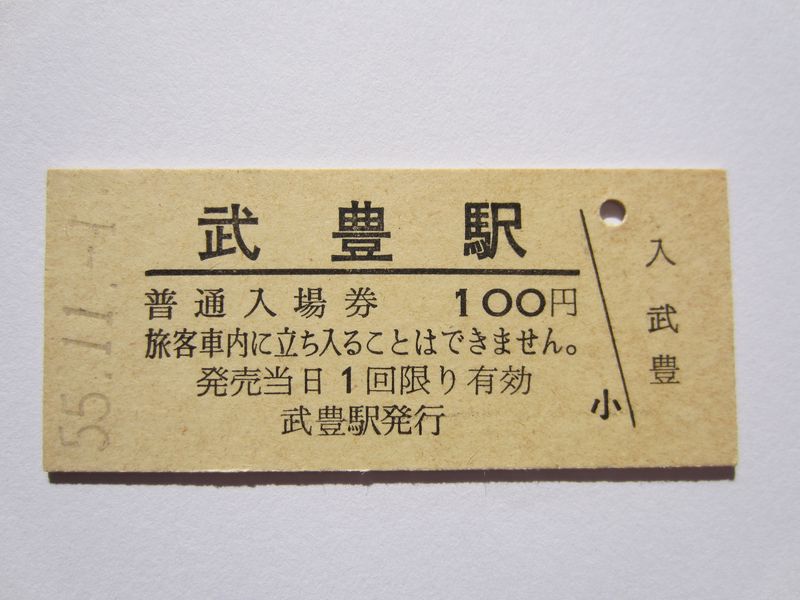 武豊駅
普通入場券 100円
旅客車内に立ち入ることはできません。
発売当日1回限り有効
武豊駅発行
小
入武豊
55.11.-1